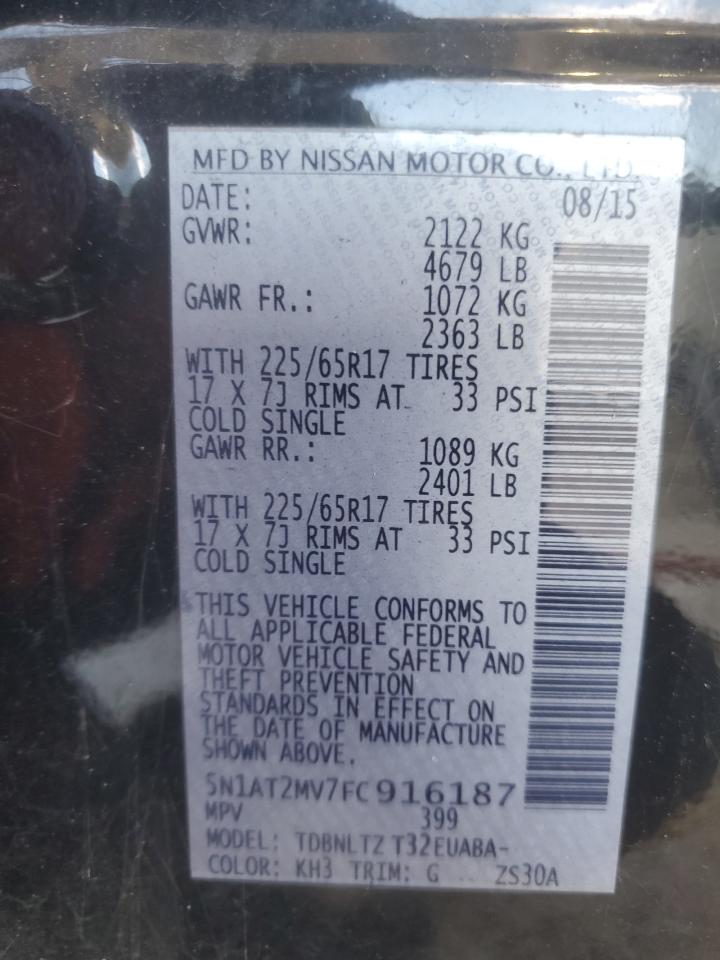 MFD BY NISSAN MOTOR CO., LTD.
DATE: 08/15
GVWR: 2122 KG
4679 LB
GAWR FR.: 1072 KG
2363 LB
WITH 225/65R17 TIRES
17 X 7J RIMS AT 33 PSI
COLD SINGLE
GAWR RR.: 1089 KG
2401 LB
WITH 225/65R17 TIRES
17 X 7J RIMS AT 33 PSI
COLD SINGLE
THIS VEHICLE CONFORMS TO
ALL APPLICABLE FEDERAL
MOTOR VEHICLE SAFETY AND
THEFT PREVENTION
STANDARDS IN EFFECT ON
THE DATE OF MANUFACTURE
SHOWN ABOVE.
5N1AT2MV7FC916187
MPV 399
MODEL: TDBNLTZ T32EUABA-
COLOR: KH3 TRIM: G ZS30A